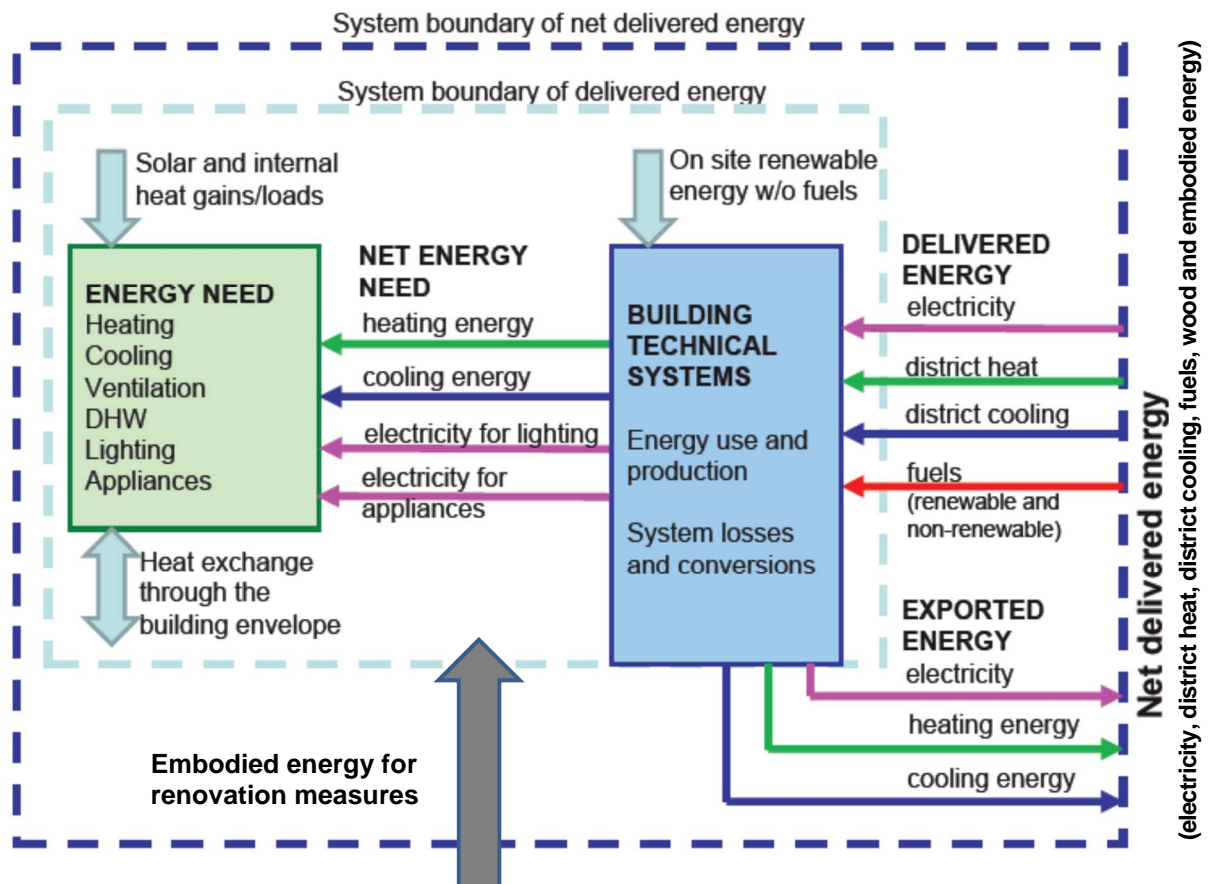 System boundary of net delivered energy
System boundary of delivered energy
Solar and internal
heat gains/loads
On site renewable
energy w/o fuels
ENERGY NEED
Heating
Cooling
Ventilation
DHW
Lighting
Appliances
NET ENERGY
NEED
heating energy
cooling energy
electricity for lighting
electricity for
appliances
BUILDING
TECHNICAL
SYSTEMS
Energy use and
production
System losses
and conversions
DELIVERED
ENERGY
electricity
district heat
district cooling
fuels
(renewable and
non-renewable)
Heat exchange
through the
building envelope
EXPORTED
ENERGY
electricity
heating energy
cooling energy
Embodied energy for
renovation measures
Net delivered energy
(electricity, district heat, district cooling, fuels, wood and embodied energy)